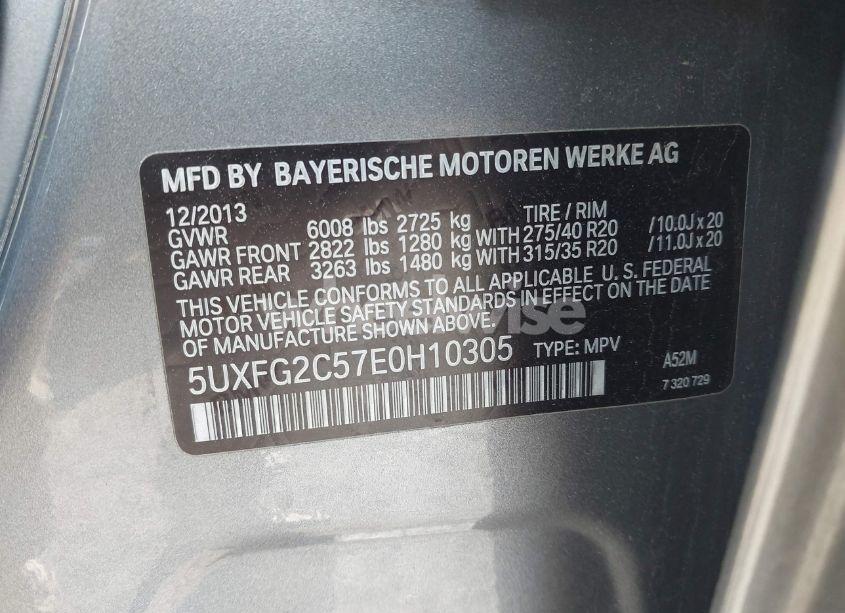 MFD BY BAYERISCHE MOTOREN WERKE AG
12/2013 TIRE / RIM
GVWR 6008 lbs 2725 kg
GAWR FRONT 2822 lbs 1280 kg WITH 275/40 R20 /10.0J x 20
GAWR REAR 3263 lbs 1480 kg WITH 315/35 R20 /11.0J x 20
THIS VEHICLE CONFORMS TO ALL APPLICABLE U. S. FEDERAL
MOTOR VEHICLE SAFETY STANDARDS IN EFFECT ON THE DATE
OF MANUFACTURE SHOWN ABOVE.
5UXFG2C57E0H10305 TYPE: MPV A52M
7 320 729